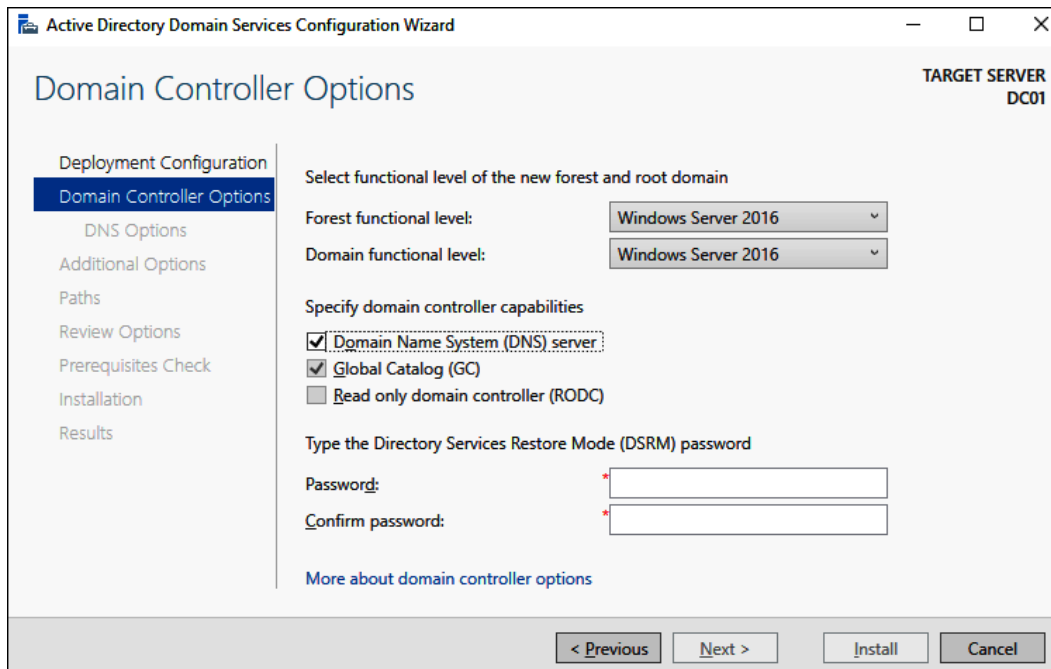 Active Directory Domain Services Configuration Wizard
Domain Controller Options
TARGET SERVER
DC01
Deployment Configuration
Domain Controller Options
DNS Options
Additional Options
Paths
Review Options
Prerequisites Check
Installation
Results
Select functional level of the new forest and root domain
Forest functional level: Windows Server 2016
Domain functional level: Windows Server 2016
Specify domain controller capabilities
Domain Name System (DNS) server
Global Catalog (GC)
Read only domain controller (RODC)
Type the Directory Services Restore Mode (DSRM) password
Password: *
Confirm password: *
More about domain controller options
< Previous Next > Install Cancel